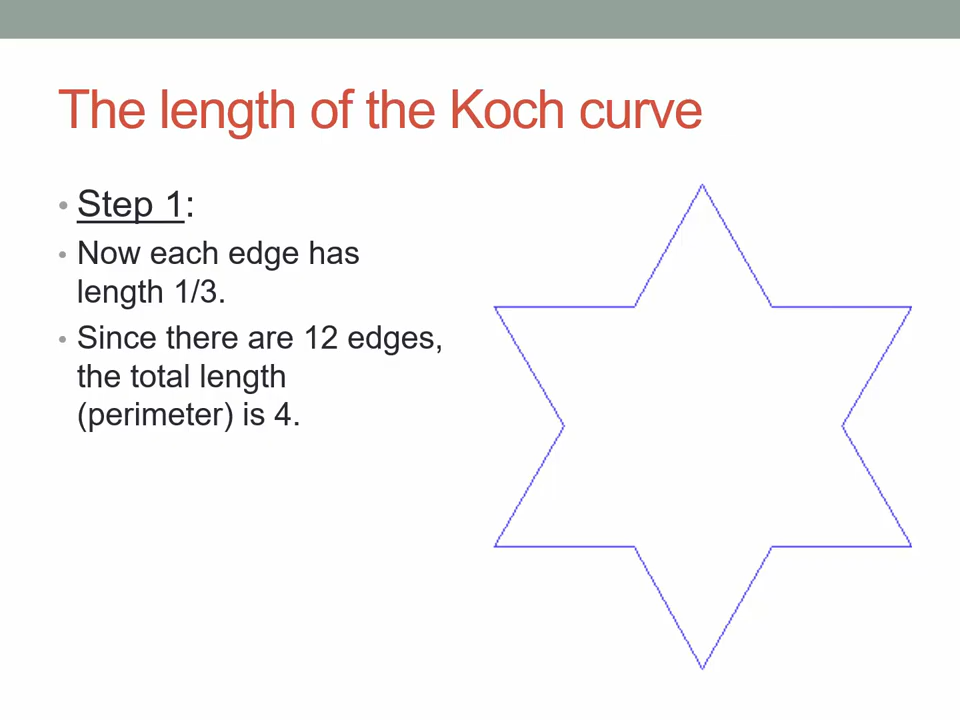 The length of the Koch curve
• Step 1:
• Now each edge has
length 1/3.
• Since there are 12 edges,
the total length
(perimeter) is 4.